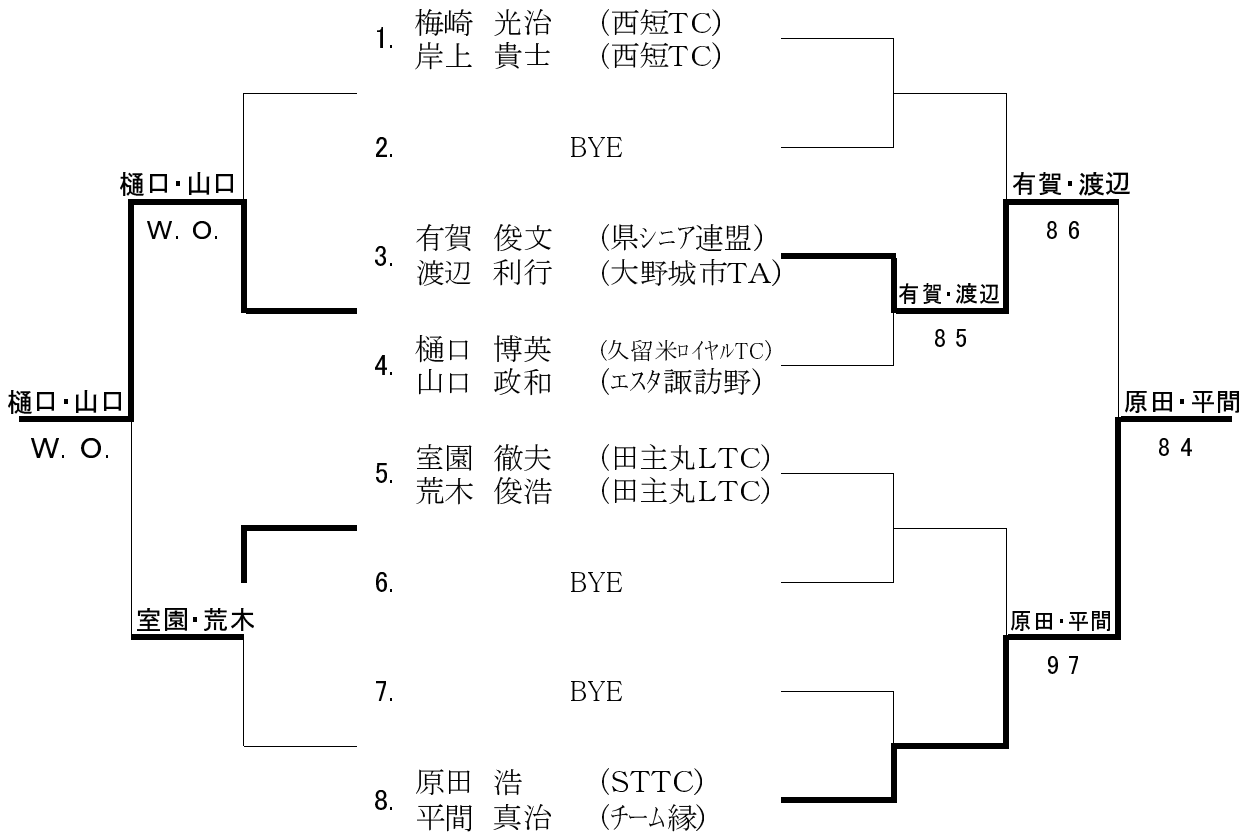 1. 梅崎 光治 (西短TC)
岸上 貴士 (西短TC)
2. BYE
樋口・山口
W. O.
有賀・渡辺
8 6
3. 有賀 俊文 (県シニア連盟)
渡辺 利行 (大野城市TA)
有賀・渡辺
8 5
4. 樋口 博英 (久留米ロイヤルTC)
山口 政和 (エスタ諏訪野)
樋口・山口
W. O.
原田・平間
8 4
5. 室園 徹夫 (田主丸LTC)
荒木 俊浩 (田主丸LTC)
6. BYE
室園・荒木
原田・平間
9 7
7. BYE
8. 原田 浩 (STTC)
平間 真治 (チーム縁)